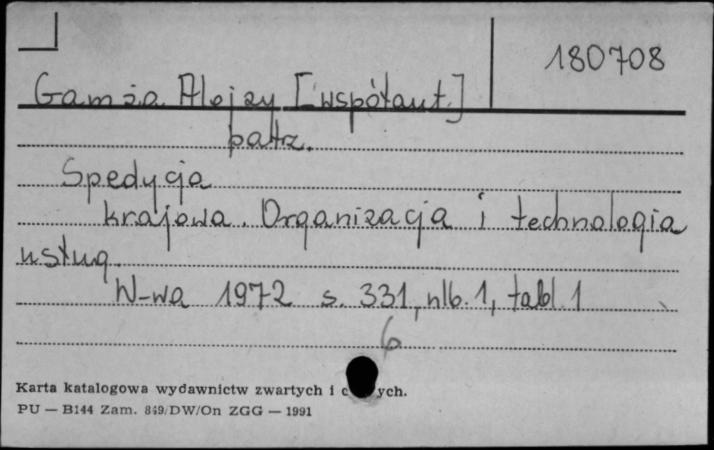 180708
Gamża Alojzy [współaut.]
patrz.
Spedycja
krajowa. Organizacja i technologia
usług.
W-wa 1972 s. 331, nlb. 1, tabl. 1
6
Karta katalogowa wydawnictw zwartych i c ych.
PU — B144 Zam. 849/DW/On ZGG — 1991